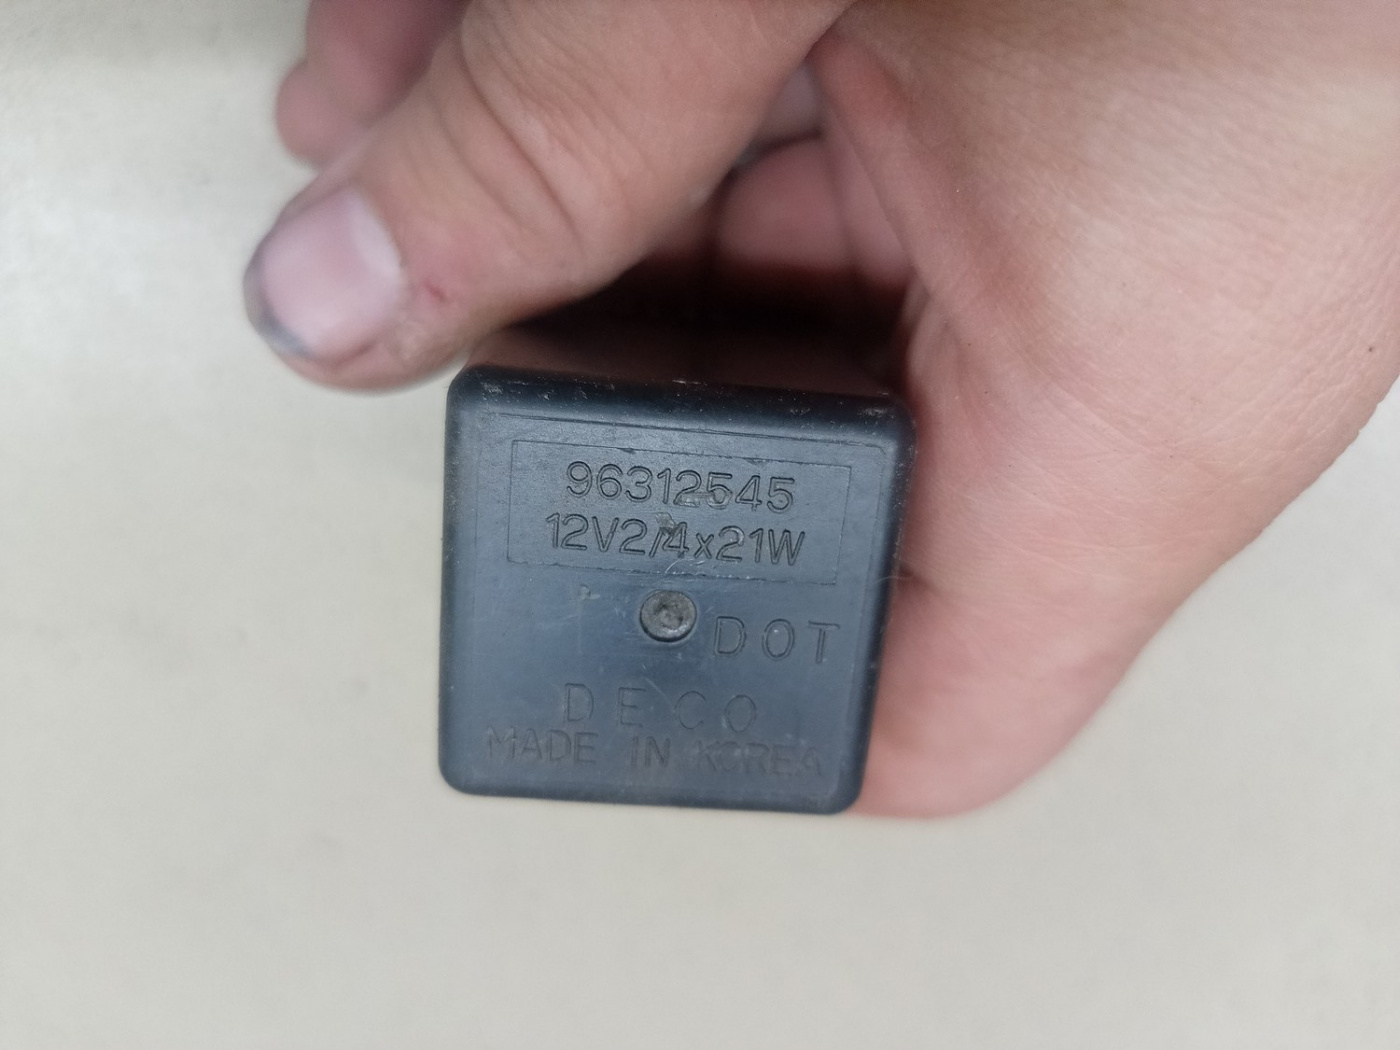 96312545
12V2/4x21W
DOT
DECO
MADE IN KOREA